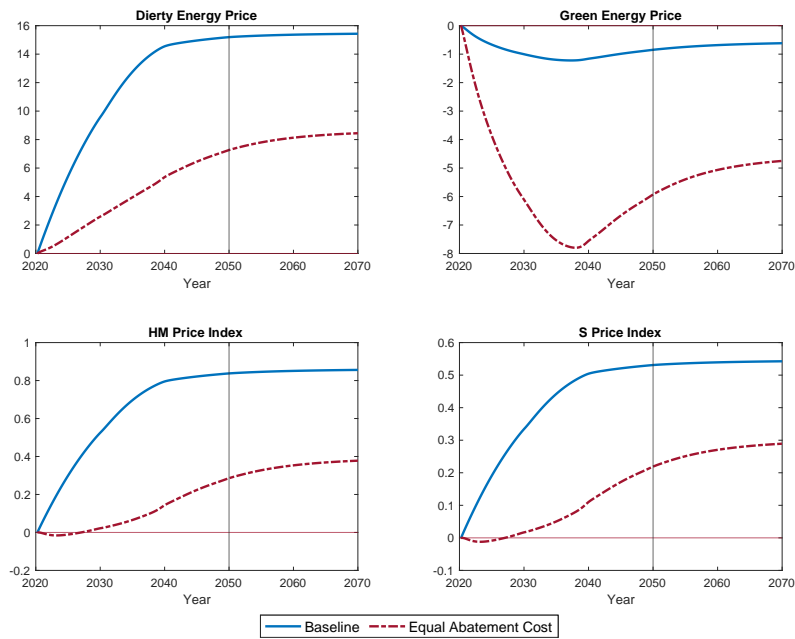 Dierty Energy Price
16
14
12
10
8
6
4
2
0
2020 2030 2040 2050 2060 2070
Year
Green Energy Price
0
-1
-2
-3
-4
-5
-6
-7
-8
2020 2030 2040 2050 2060 2070
Year
HM Price Index
1
0.8
0.6
0.4
0.2
0
-0.2
2020 2030 2040 2050 2060 2070
Year
S Price Index
0.6
0.5
0.4
0.3
0.2
0.1
0
-0.1
2020 2030 2040 2050 2060 2070
Year
Baseline Equal Abatement Cost